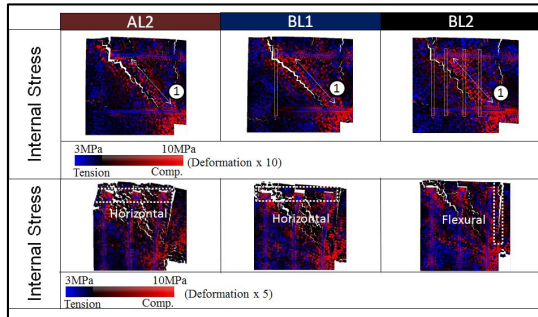 AL2 BL1 BL2
Internal Stress
1 1 1
3MPa 10MPa
(Deformation x 10)
Tension Comp.
Internal Stress
Horizontal Horizontal Flexural
3MPa 10MPa
(Deformation x 5)
Tension Comp.